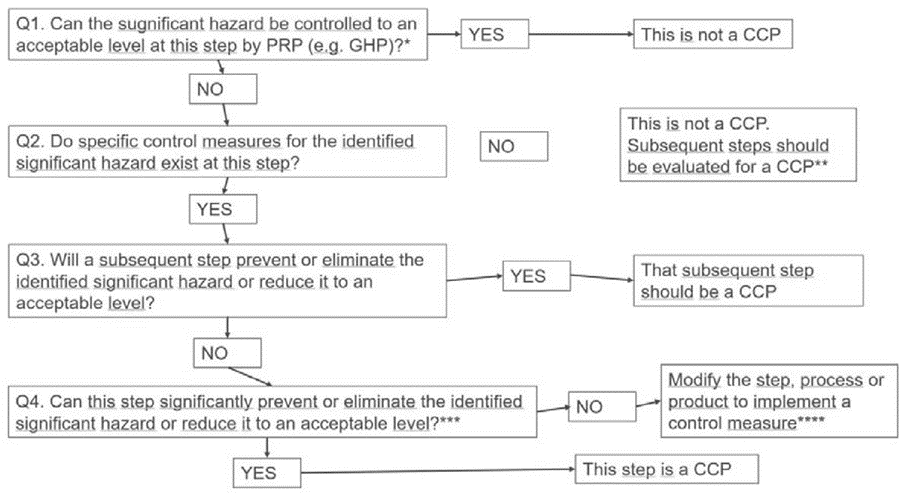 Q1. Can the sugnificant hazard be controlled to an
acceptable level at this step by PRP (e,g. GHP)?*
YES
This is not a CCP
NO
Q2. Do specific control measures for the identified
significant hazard exist at this step?
NO
This is not a CCP.
Subsequent steps should
be evaluated for a CCP**
YES
Q3. Will a subsequent step prevent or eliminate the
identified significant hazard or reduce it to an
acceptable level?
YES
That subsequent step
should be a CCP
NO
Q4. Can this step significantly prevent or eliminate the identified
significant hazard or reduce it to an acceptable level?***
NO
Modify the step, process or
product to implement a
control measure****
YES
This step is a CCP